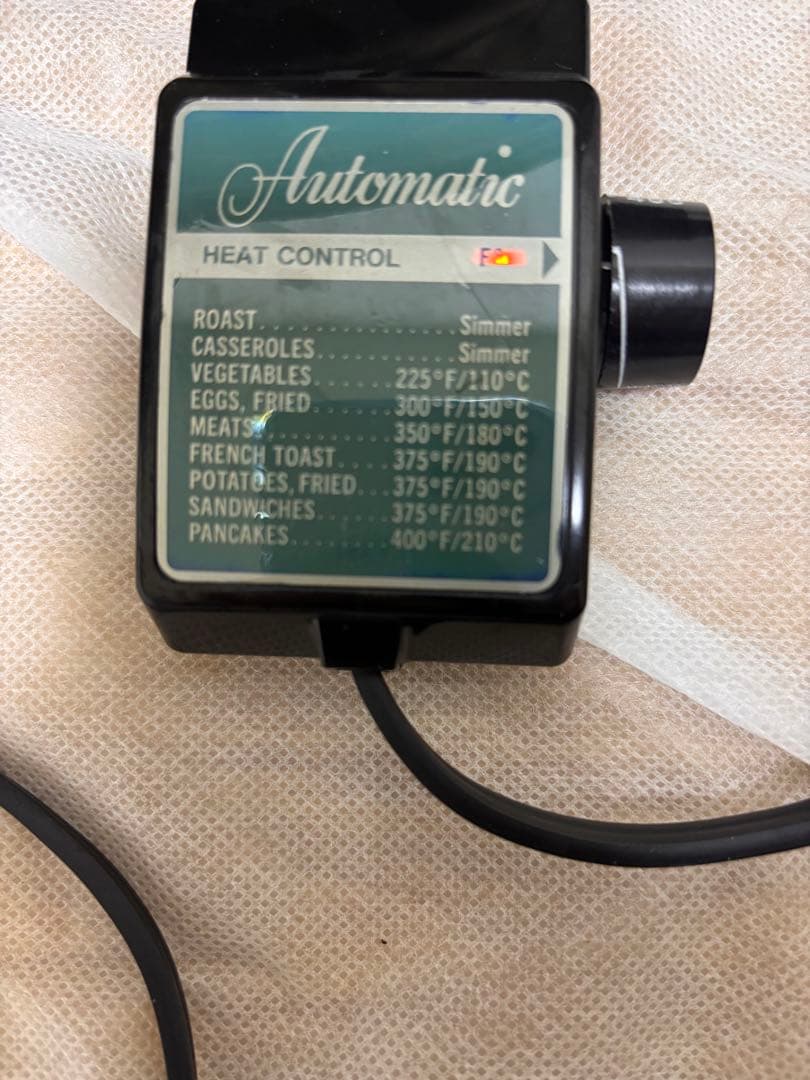 Automatic
HEAT CONTROL
ROAST................Simmer
CASSEROLES...........Simmer
VEGETABLES......225°F/110°C
EGGS, FRIED.....300°F/150°C
MEATS...........350°F/180°C
FRENCH TOAST....375°F/190°C
POTATOES, FRIED...375°F/190°C
SANDWICHES......375°F/190°C
PANCAKES........400°F/210°C